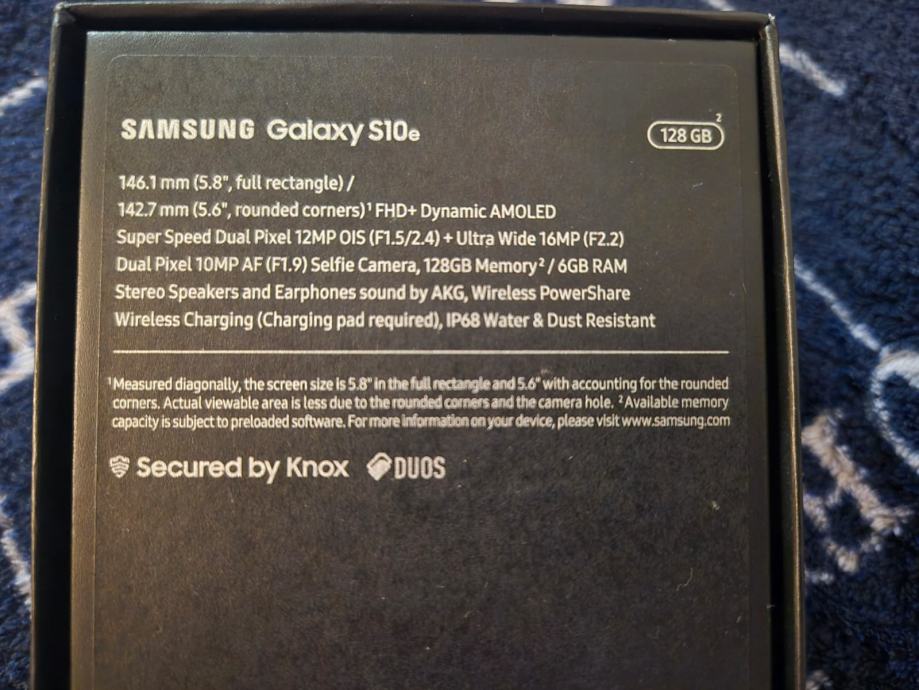 SAMSUNG Galaxy S10e
128 GB ²
146.1 mm (5.8", full rectangle) /
142.7 mm (5.6", rounded corners)¹ FHD+ Dynamic AMOLED
Super Speed Dual Pixel 12MP OIS (F1.5/2.4) + Ultra Wide 16MP (F2.2)
Dual Pixel 10MP AF (F1.9) Selfie Camera, 128GB Memory² / 6GB RAM
Stereo Speakers and Earphones sound by AKG, Wireless PowerShare
Wireless Charging (Charging pad required), IP68 Water & Dust Resistant
¹Measured diagonally, the screen size is 5.8" in the full rectangle and 5.6" with accounting for the rounded
corners. Actual viewable area is less due to the rounded corners and the camera hole. ²Available memory
capacity is subject to preloaded software. For more information on your device, please visit www.samsung.com
Secured by Knox DUOS